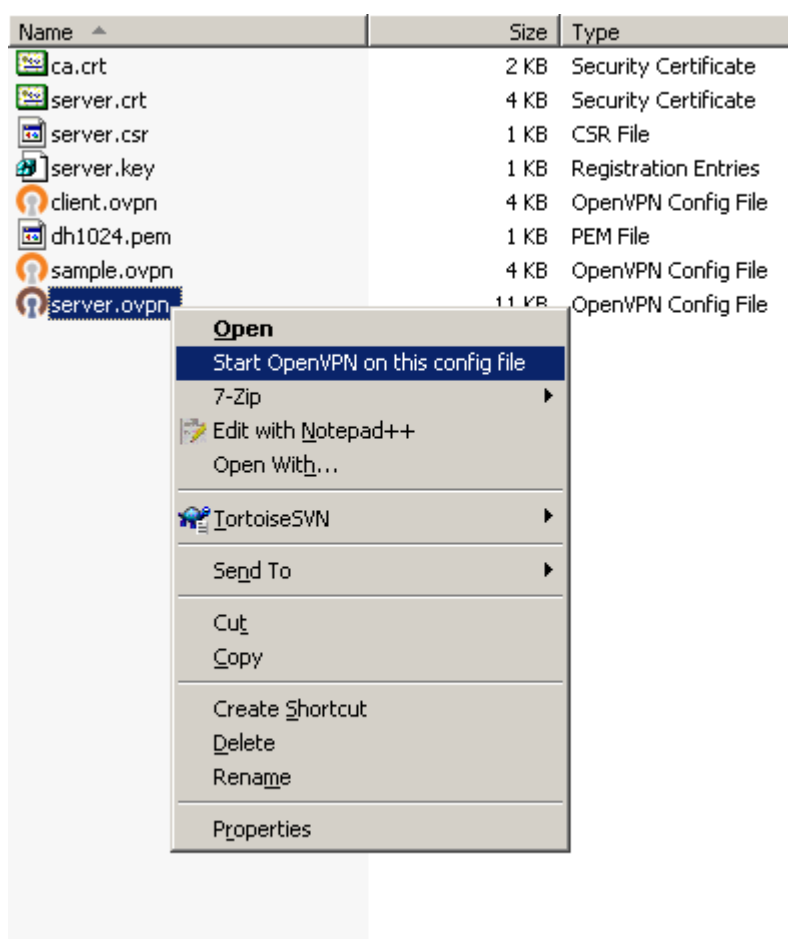 Name Size Type
ca.crt 2 KB Security Certificate
server.crt 4 KB Security Certificate
server.csr 1 KB CSR File
server.key 1 KB Registration Entries
client.ovpn 4 KB OpenVPN Config File
dh1024.pem 1 KB PEM File
sample.ovpn 4 KB OpenVPN Config File
server.ovpn 11 KB OpenVPN Config File
Open
Start OpenVPN on this config file
7-Zip
Edit with Notepad++
Open With...
TortoiseSVN
Send To
Cut
Copy
Create Shortcut
Delete
Rename
Properties